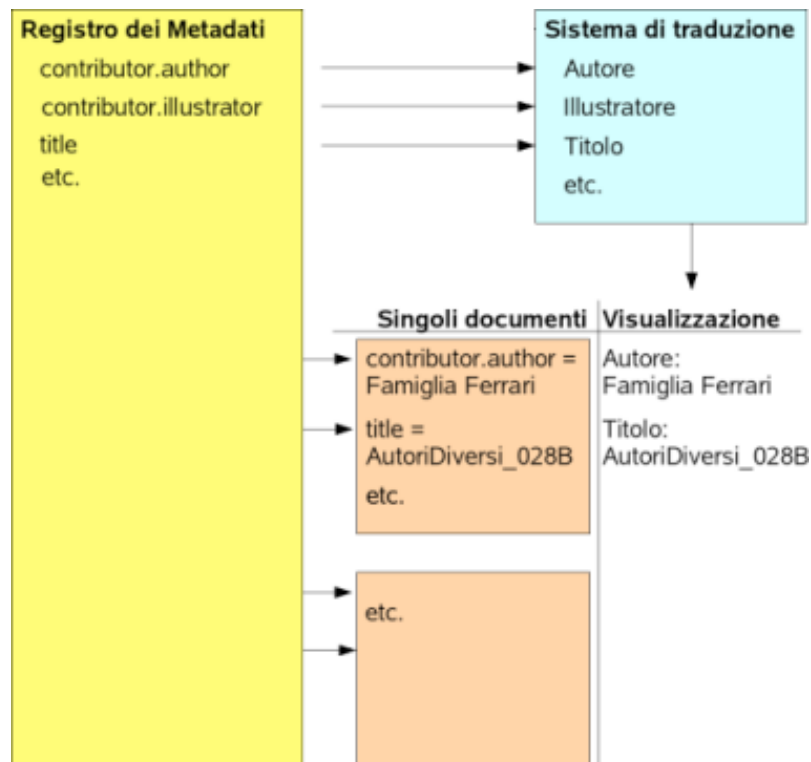 Registro dei Metadati
contributor.author
contributor.illustrator
title
etc.
Sistema di traduzione
Autore
Illustratore
Titolo
etc.
Singoli documenti
Visualizzazione
contributor.author =
Famiglia Ferrari
title =
AutoriDiversi_028B
etc.
Autore:
Famiglia Ferrari
Titolo:
AutoriDiversi_028B
etc.